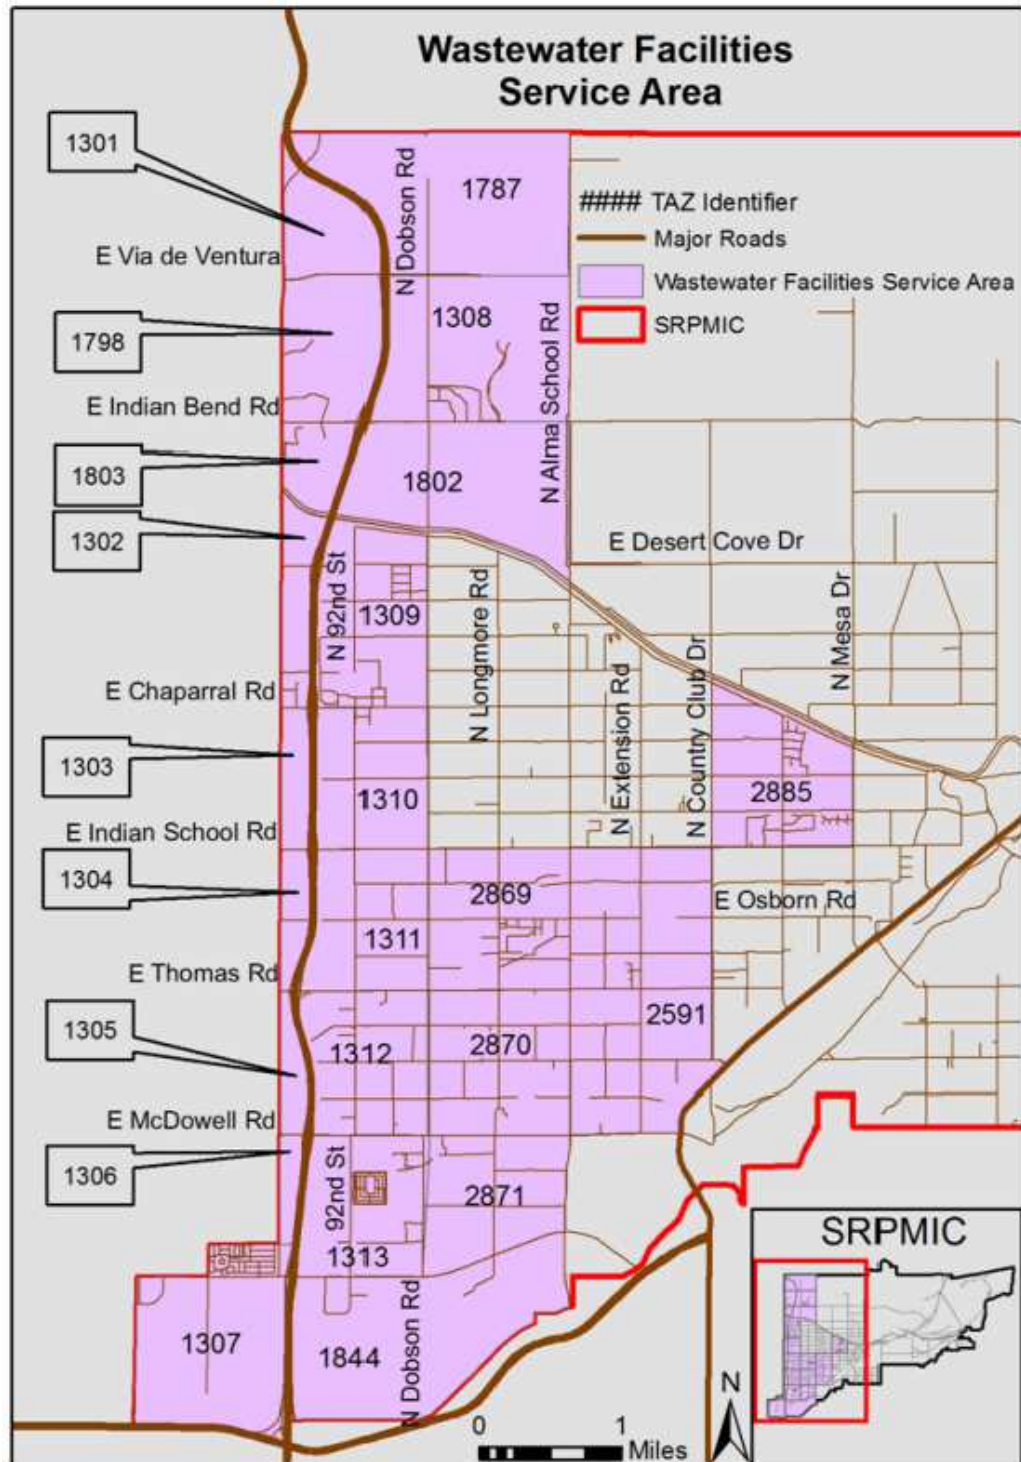 Wastewater Facilities
Service Area
1301
1787
N Dobson Rd
#### TAZ Identifier
Major Roads
E Via de Ventura
Wastewater Facilities Service Area
1308
SRPMIC
1798
N Alma School Rd
E Indian Bend Rd
1803
1802
1302
E Desert Cove Dr
N 92nd St
1309
N Longmore Rd
N Mesa Dr
E Chaparral Rd
N Extension Rd
N Country Club Dr
1303
1310
2885
E Indian School Rd
1304
2869
E Osborn Rd
1311
E Thomas Rd
1305
2591
1312
2870
E McDowell Rd
1306
92nd St
2871
1313
SRPMIC
1307
1844
N Dobson Rd
N
0 1
Miles